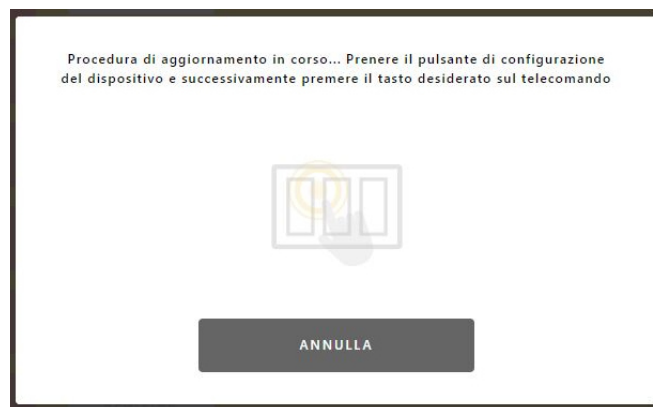 Procedura di aggiornamento in corso... Prenere il pulsante di configurazione
del dispositivo e successivamente premere il tasto desiderato sul telecomando
ANNULLA